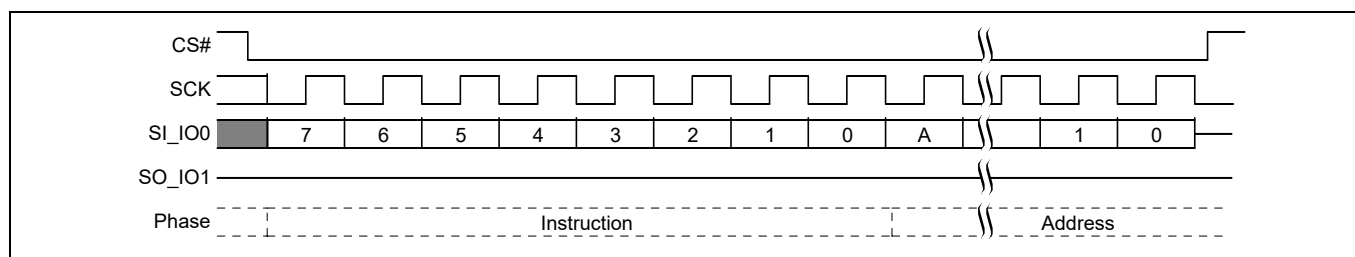 CS#
SCK
SI_IO0 7 6 5 4 3 2 1 0 A 1 0
SO_IO1
Phase Instruction Address